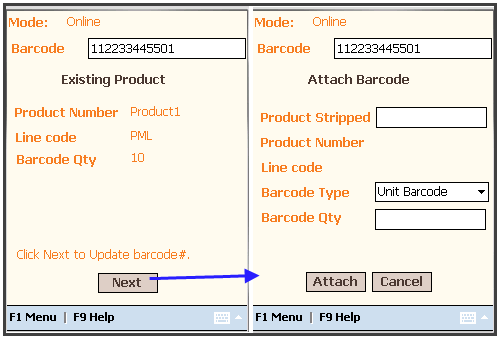 Mode: Online
Barcode 112233445501
Existing Product
Product Number Product1
Line code PML
Barcode Qty 10
Click Next to Update barcode#.
Next
F1 Menu | F9 Help
Mode: Online
Barcode 112233445501
Attach Barcode
Product Stripped
Product Number
Line code
Barcode Type Unit Barcode
Barcode Qty
Attach Cancel
F1 Menu | F9 Help